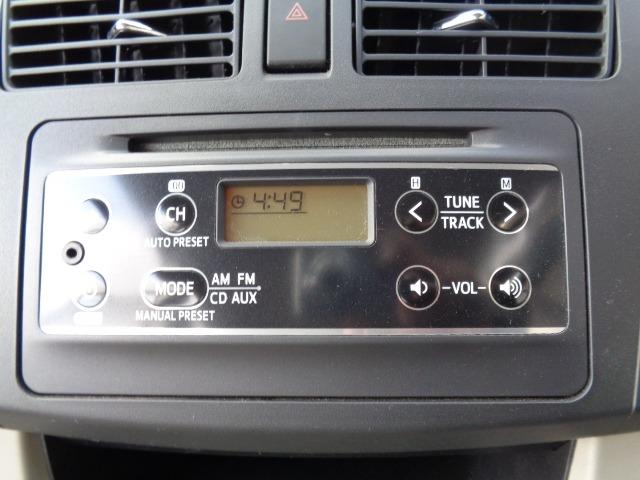 H M
CH 4:49 < TUNE >
AUTO PRESET TRACK
MODE AM FM -VOL-
CD AUX
MANUAL PRESET